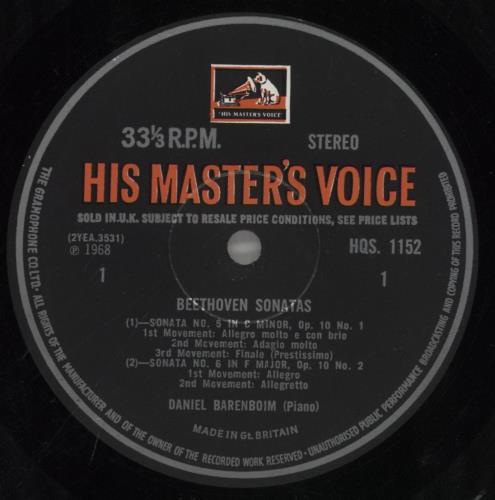 "HIS MASTER'S VOICE"
33⅓ R.P.M. STEREO
HIS MASTER'S VOICE
SOLD IN U.K. SUBJECT TO RESALE PRICE CONDITIONS, SEE PRICE LISTS
(2YEA.3531) HQS. 1152
℗ 1968
1 1
BEETHOVEN SONATAS
(1)—SONATA NO. 5 IN C MINOR, Op. 10 No. 1
1st Movement: Allegro molto e con brio
2nd Movement: Adagio molto
3rd Movement: Finale (Prestissimo)
(2)—SONATA NO. 6 IN F MAJOR, Op. 10 No. 2
1st Movement: Allegro
2nd Movement: Allegretto
DANIEL BARENBOIM (Piano)
MADE IN Gt. BRITAIN
THE GRAMOPHONE CO. LTD. · ALL RIGHTS OF THE MANUFACTURER AND OF THE OWNER OF THE RECORDED WORK RESERVED · UNAUTHORISED PUBLIC PERFORMANCE BROADCASTING AND COPYING OF THIS RECORD PROHIBITED